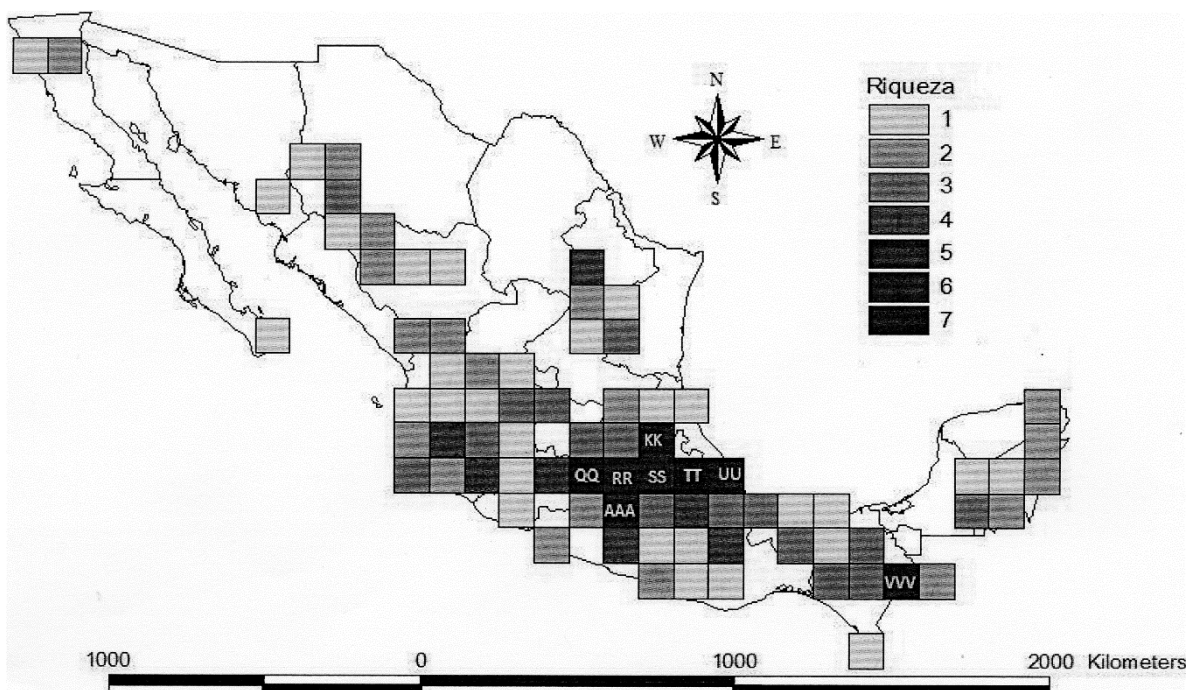 N
W E
S
Riqueza
1
2
3
4
5
6
7
KK
QQ RR SS TT UU
AAA
VVV
1000 0 1000 2000 Kilometers